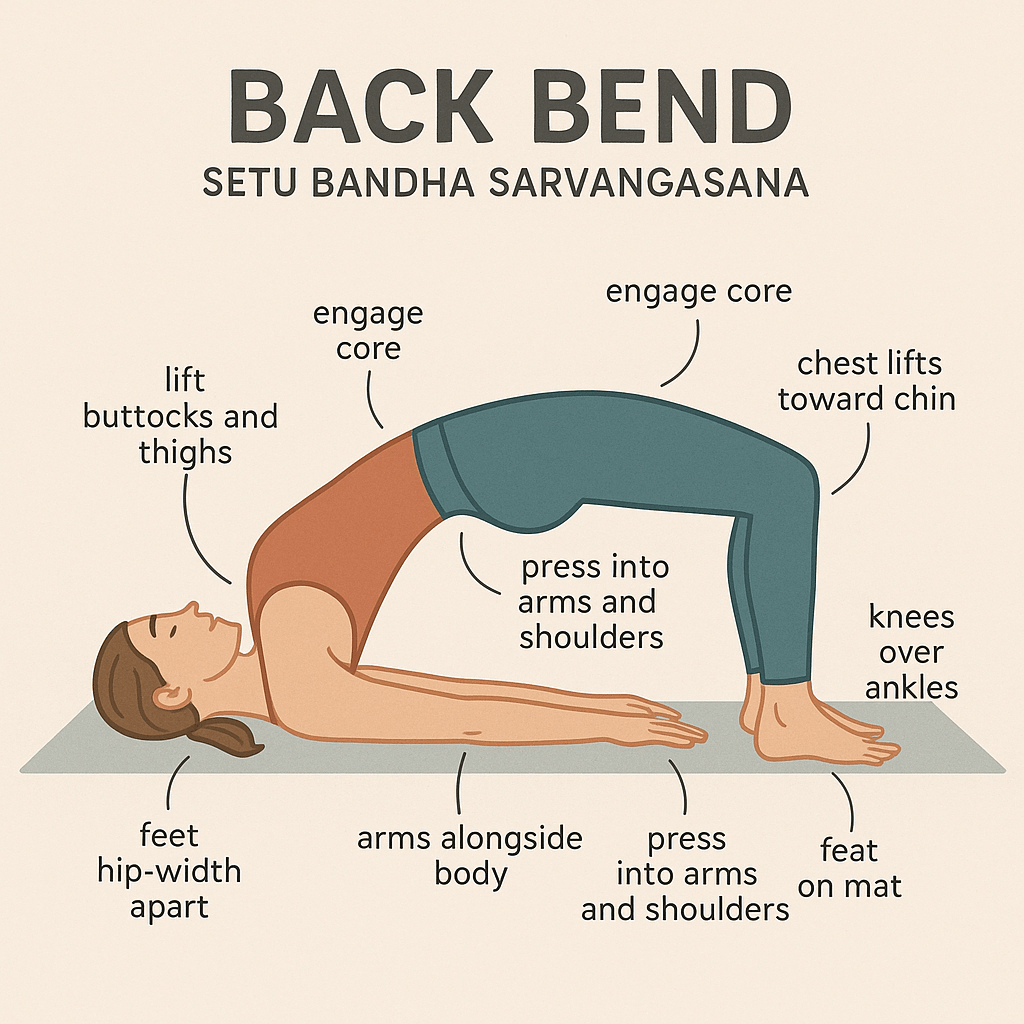 BACK BEND
SETU BANDHA SARVANGASANA
engage core
engage
core
chest lifts
toward chin
lift
buttocks and
thighs
press into
arms and
shoulders
knees
over
ankles
feet
hip-width
apart
arms alongside
body
press
into arms
and shoulders
feat
on mat